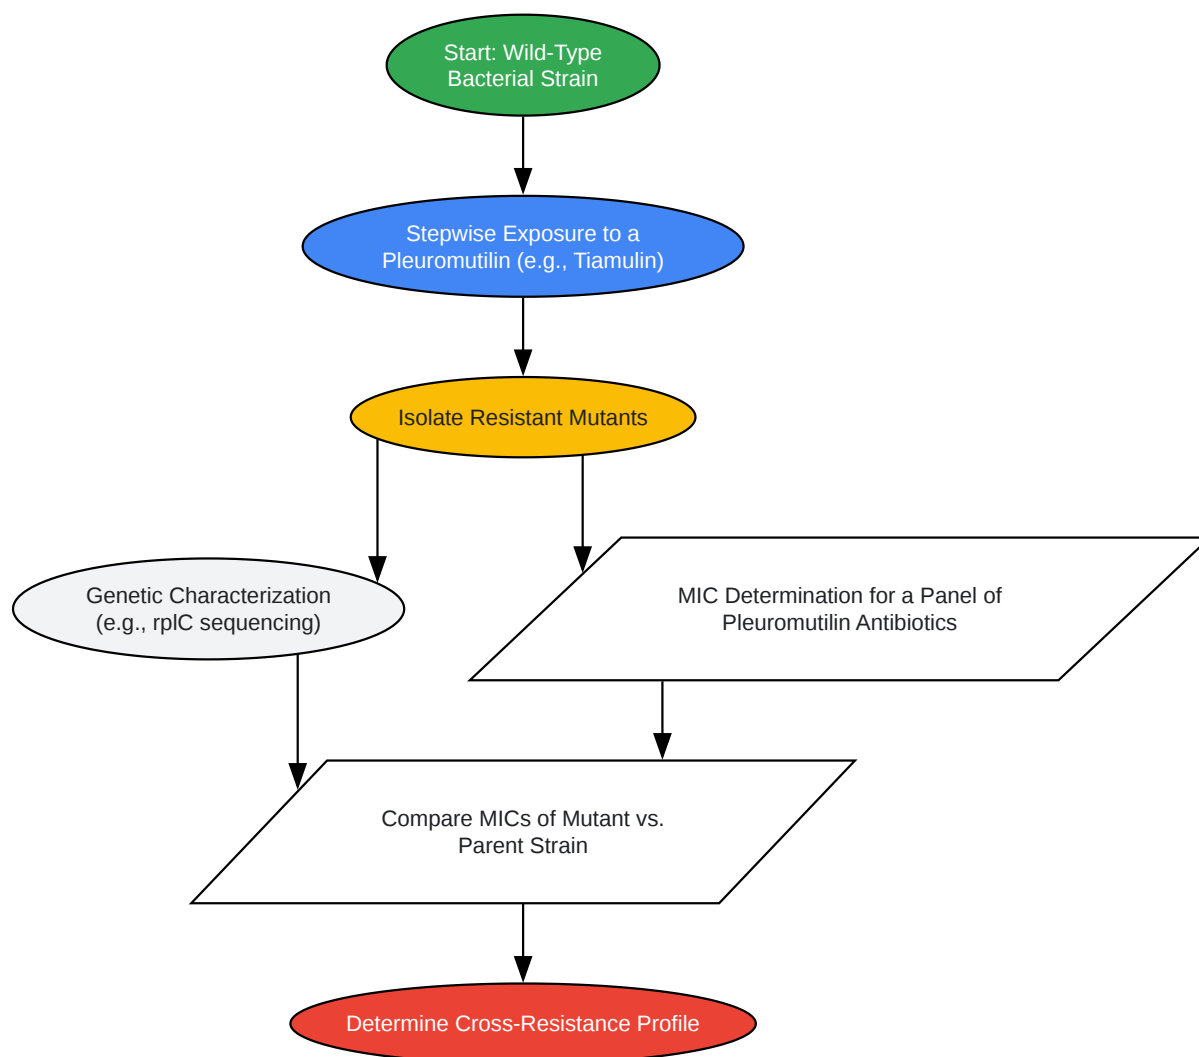 Start: Wild-Type
Bacterial Strain
Stepwise Exposure to a
Pleuromutilin (e.g., Tiamulin)
Isolate Resistant Mutants
Genetic Characterization
(e.g., rplC sequencing)
MIC Determination for a Panel of
Pleuromutilin Antibiotics
Compare MICs of Mutant vs.
Parent Strain
Determine Cross-Resistance Profile